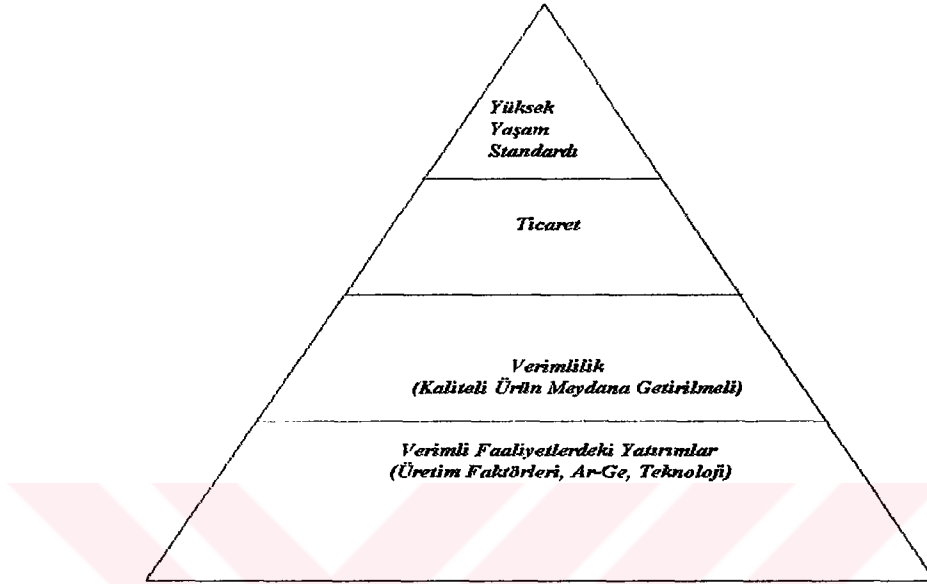 Yüksek
Yaşam
Standardı
Ticaret
Verimlilik
(Kaliteli Ürün Meydana Getirilmeli)
Verimli Faaliyetlerdeki Yatırımlar
(Üretim Faktörleri, Ar-Ge, Teknoloji)